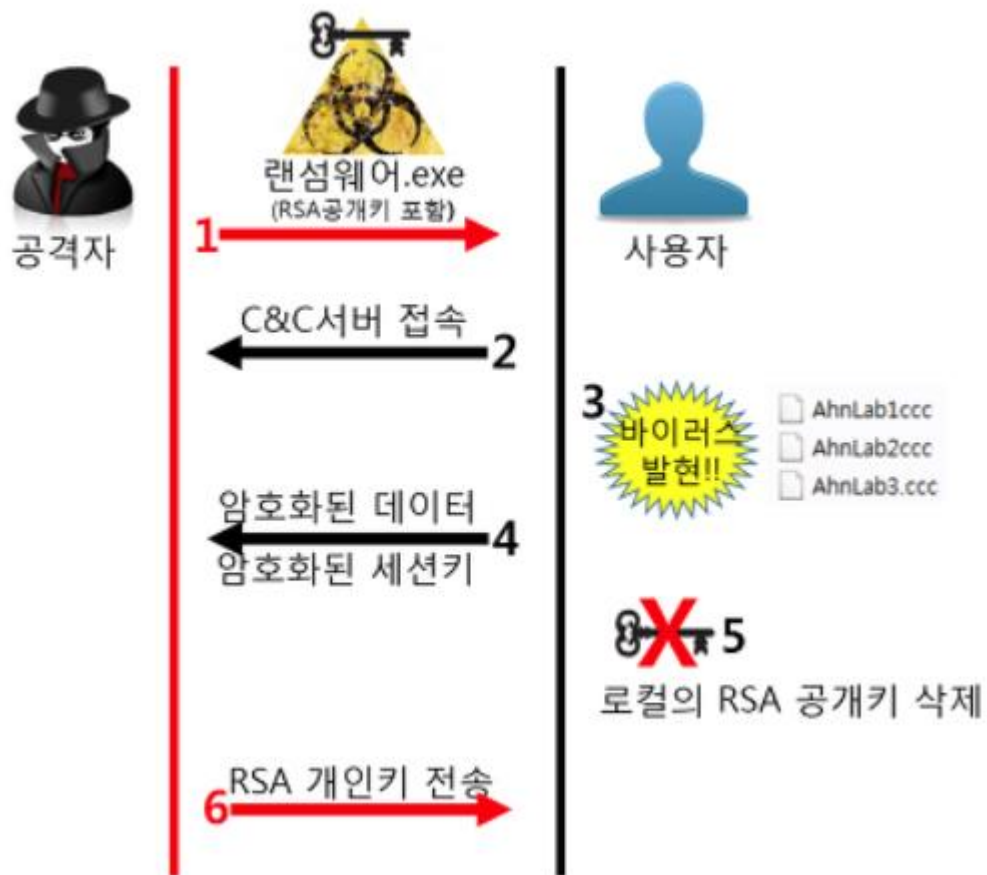 랜섬웨어.exe
(RSA공개키 포함)
공격자
1
사용자
C&C서버 접속
2
3
바이러스
발현!!
AhnLab1ccc
AhnLab2ccc
AhnLab3.ccc
암호화된 데이터
4
암호화된 세션키
X 5
로컬의 RSA 공개키 삭제
RSA 개인키 전송
6